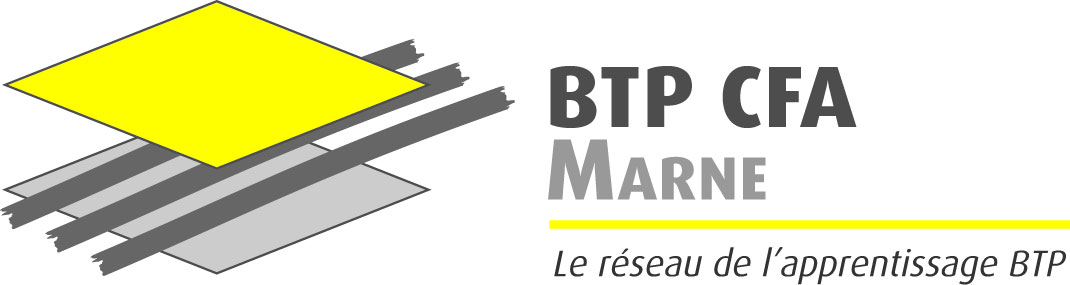 BTP CFA
MARNE
Le réseau de l'apprentissage BTP